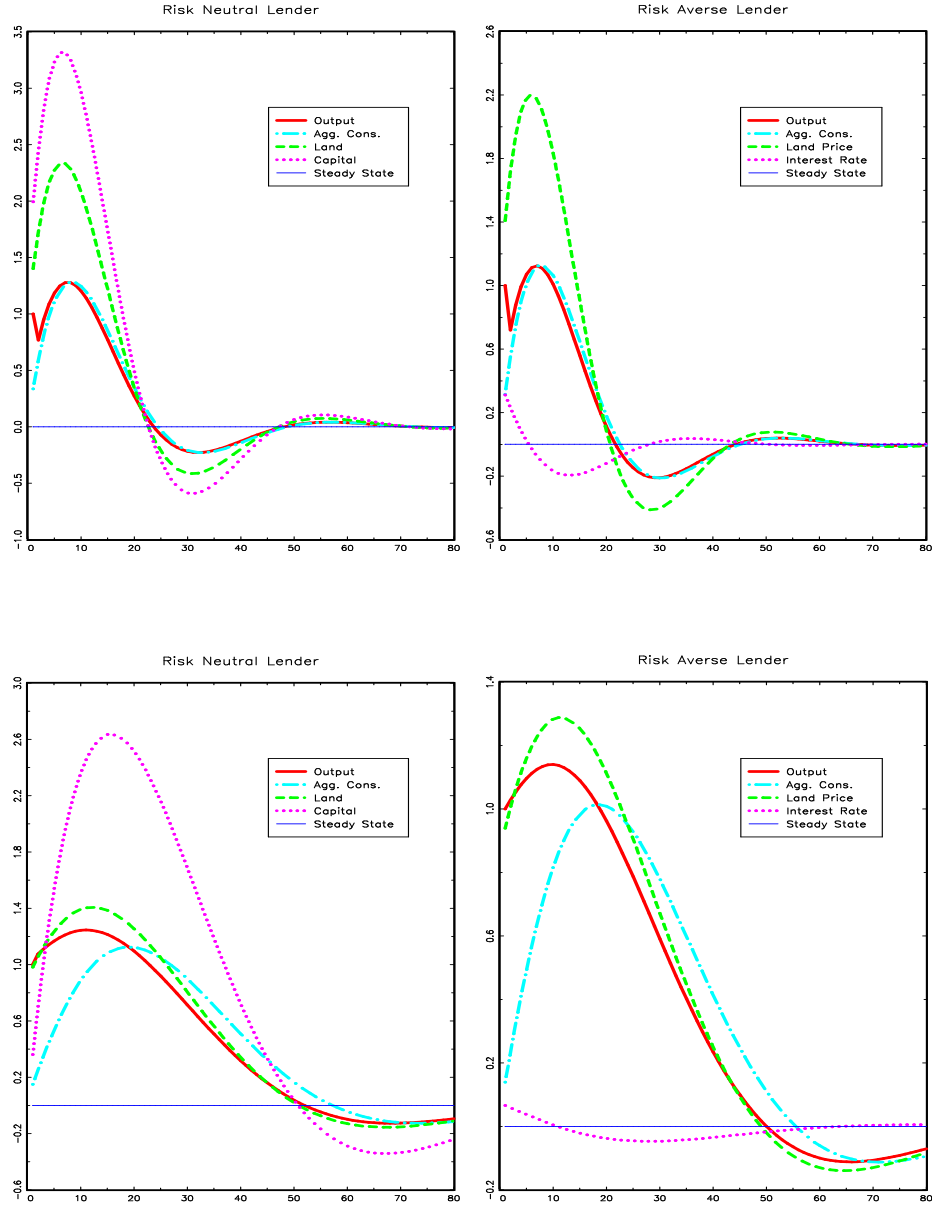 Risk Neutral Lender
3.5
3.0
2.5
2.0
1.5
1.0
0.5
0.0
−0.5
−1.0
Output
Agg. Cons.
Land
Capital
Steady State
0 10 20 30 40 50 60 70 80
Risk Averse Lender
2.6
2.2
1.8
1.4
1.0
0.6
0.2
−0.2
−0.6
Output
Agg. Cons.
Land Price
Interest Rate
Steady State
0 10 20 30 40 50 60 70 80
Risk Neutral Lender
3.0
2.6
2.2
1.8
1.4
1.0
0.6
0.2
−0.2
−0.6
Output
Agg. Cons.
Land
Capital
Steady State
0 10 20 30 40 50 60 70 80
Risk Averse Lender
1.4
1.0
0.6
0.2
−0.2
Output
Agg. Cons.
Land Price
Interest Rate
Steady State
0 10 20 30 40 50 60 70 80